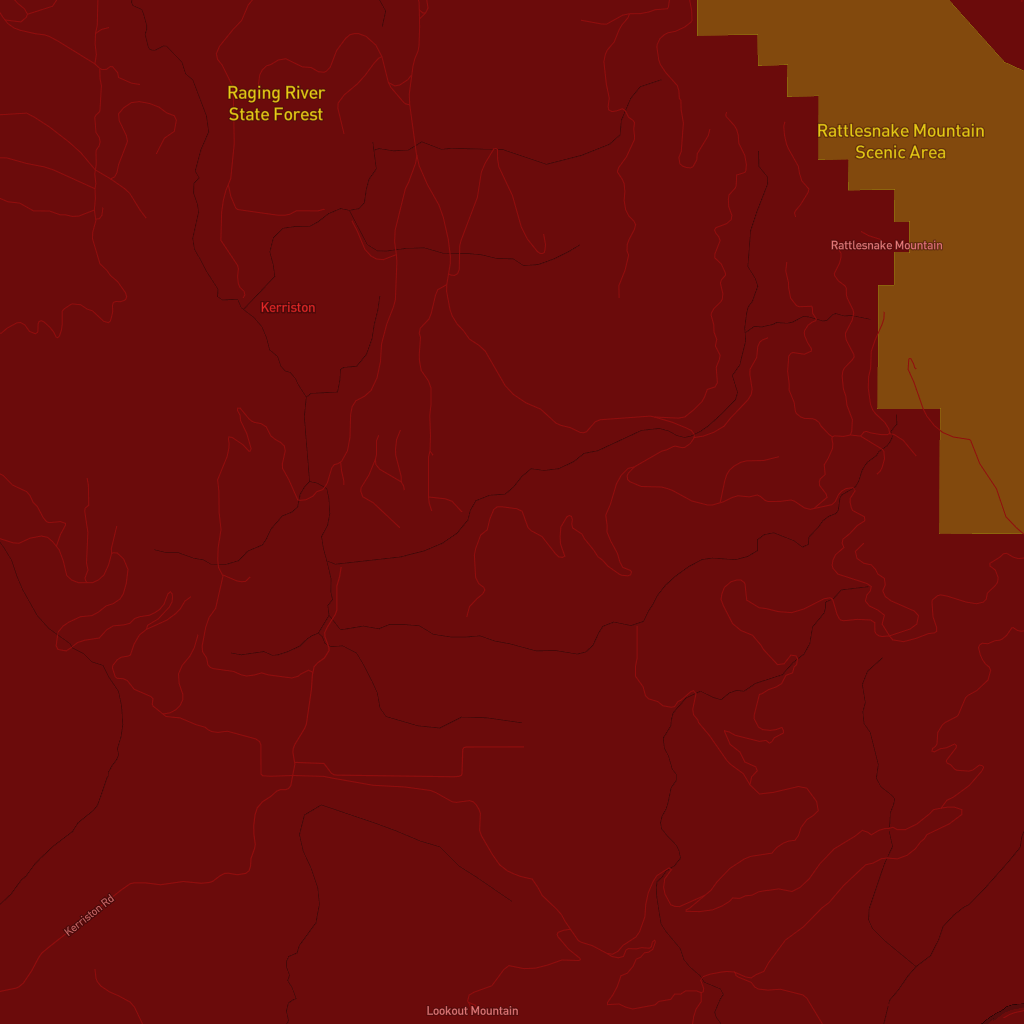 Raging River
State Forest
Rattlesnake Mountain
Scenic Area
Rattlesnake Mountain
Kerriston
Kerriston Rd
Lookout Mountain